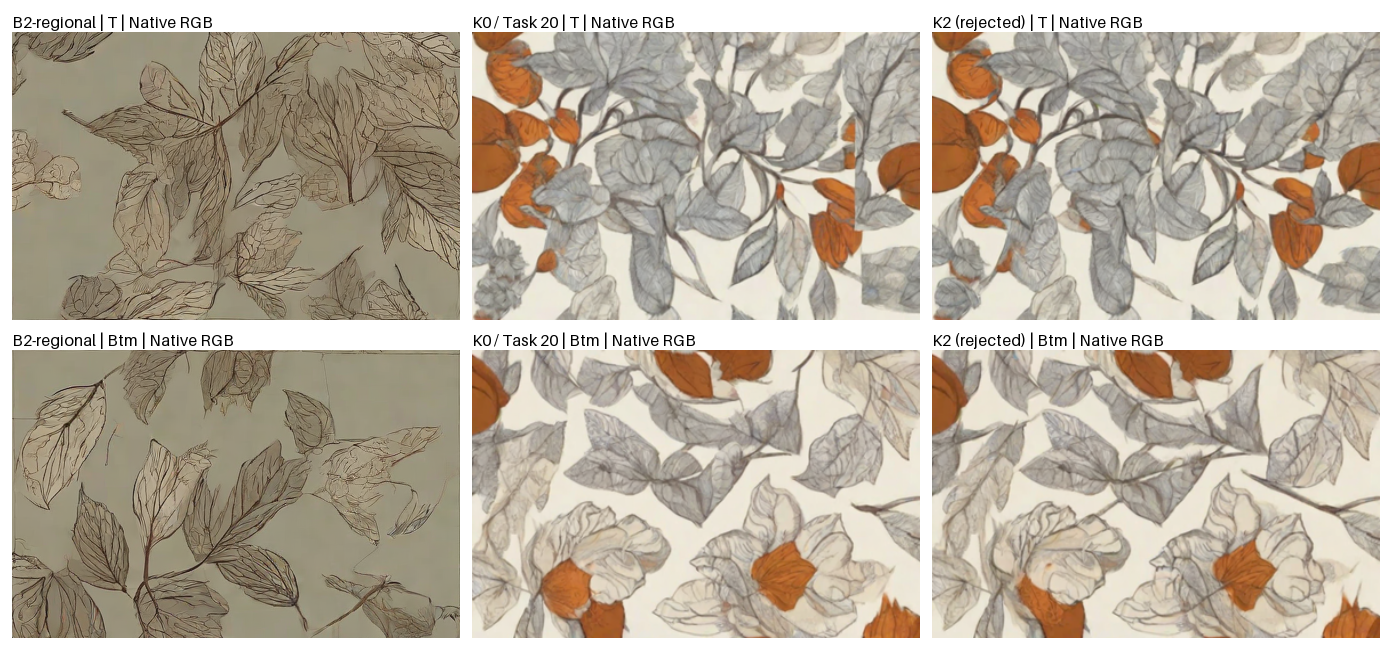 B2-regional | T | Native RGB
K0 / Task 20 | T | Native RGB
K2 (rejected) | T | Native RGB
B2-regional | Btm | Native RGB
K0 / Task 20 | Btm | Native RGB
K2 (rejected) | Btm | Native RGB